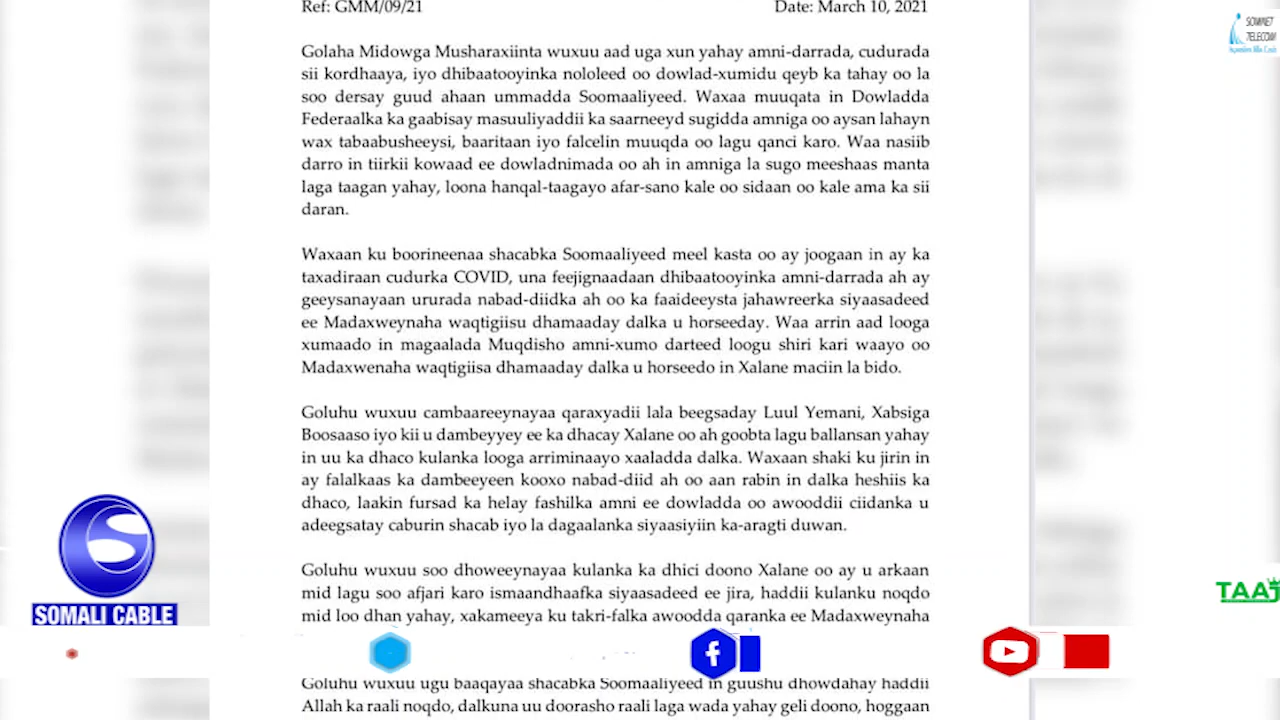 Ref: GMM/09/21 Date: March 10, 2021
Golaha Midowga Musharaxiinta wuxuu aad uga xun yahay amni-darrada, cudurada
sii kordhaaya, iyo dhibaatooyinka nololeed oo dowlad-xumidu qeyb ka tahay oo la
soo dersay guud ahaan ummadda Soomaaliyeed. Waxaa muuqata in Dowladda
Federaalka ka gaabisay masuuliyaddii ka saarneeyd sugidda amniga oo aysan lahayn
wax tabaabusheeysi, baaritaan iyo falcelin muuqda oo lagu qanci karo. Waa nasiib
darro in tiirkii kowaad ee dowladnimada oo ah in amniga la sugo meeshaas manta
laga taagan yahay, loona hanqal-taagayo afar-sano kale oo sidaan oo kale ama ka sii
daran.
Waxaan ku boorineenaa shacabka Soomaaliyeed meel kasta oo ay joogaan in ay ka
taxadiraan cudurka COVID, una feejignaadaan dhibaatooyinka amni-darrada ah ay
geeysanayaan ururada nabad-diidka ah oo ka faaideeysta jahawreerka siyaasadeed
ee Madaxweynaha waqtigiisu dhamaaday dalka u horseeday. Waa arrin aad looga
xumaado in magaalada Muqdisho amni-xumo darteed loogu shiri kari waayo oo
Madaxwenaha waqtigiisa dhamaaday dalka u horseedo in Xalane maciin la bido.
Goluhu wuxuu cambaareeynayaa qaraxyadii lala beegsaday Luul Yemani, Xabsiga
Boosaaso iyo kii u dambeyyey ee ka dhacay Xalane oo ah goobta lagu ballansan yahay
in uu ka dhaco kulanka looga arriminaayo xaaladda dalka. Waxaan shaki ku jirin in
ay falalkaas ka dambeeyeen kooxo nabad-diid ah oo aan rabin in dalka heshiis ka
dhaco, laakin fursad ka helay fashilka amni ee dowladda oo awooddii ciidanka u
adeegsatay caburin shacab iyo la dagaalanka siyaasiyiin ka-aragti duwan.
Goluhu wuxuu soo dhoweeynayaa kulanka ka dhici doono Xalane oo ay u arkaan
mid lagu soo afjari karo ismaandhaafka siyaasadeed ee jira, haddii kulanku noqdo
mid loo dhan yahay, xakameeya ku takri-falka awoodda qaranka ee Madaxweynaha
Goluhu wuxuu ugu baaqayaa shacabka Soomaaliyeed in guushu dhowdahay haddii
Allah ka raali noqdo, dalkuna uu doorasho raali laga wada yahay geli doono, hoggaan
SOMALI CABLE
SOMNET
TELECOM
TAAJ